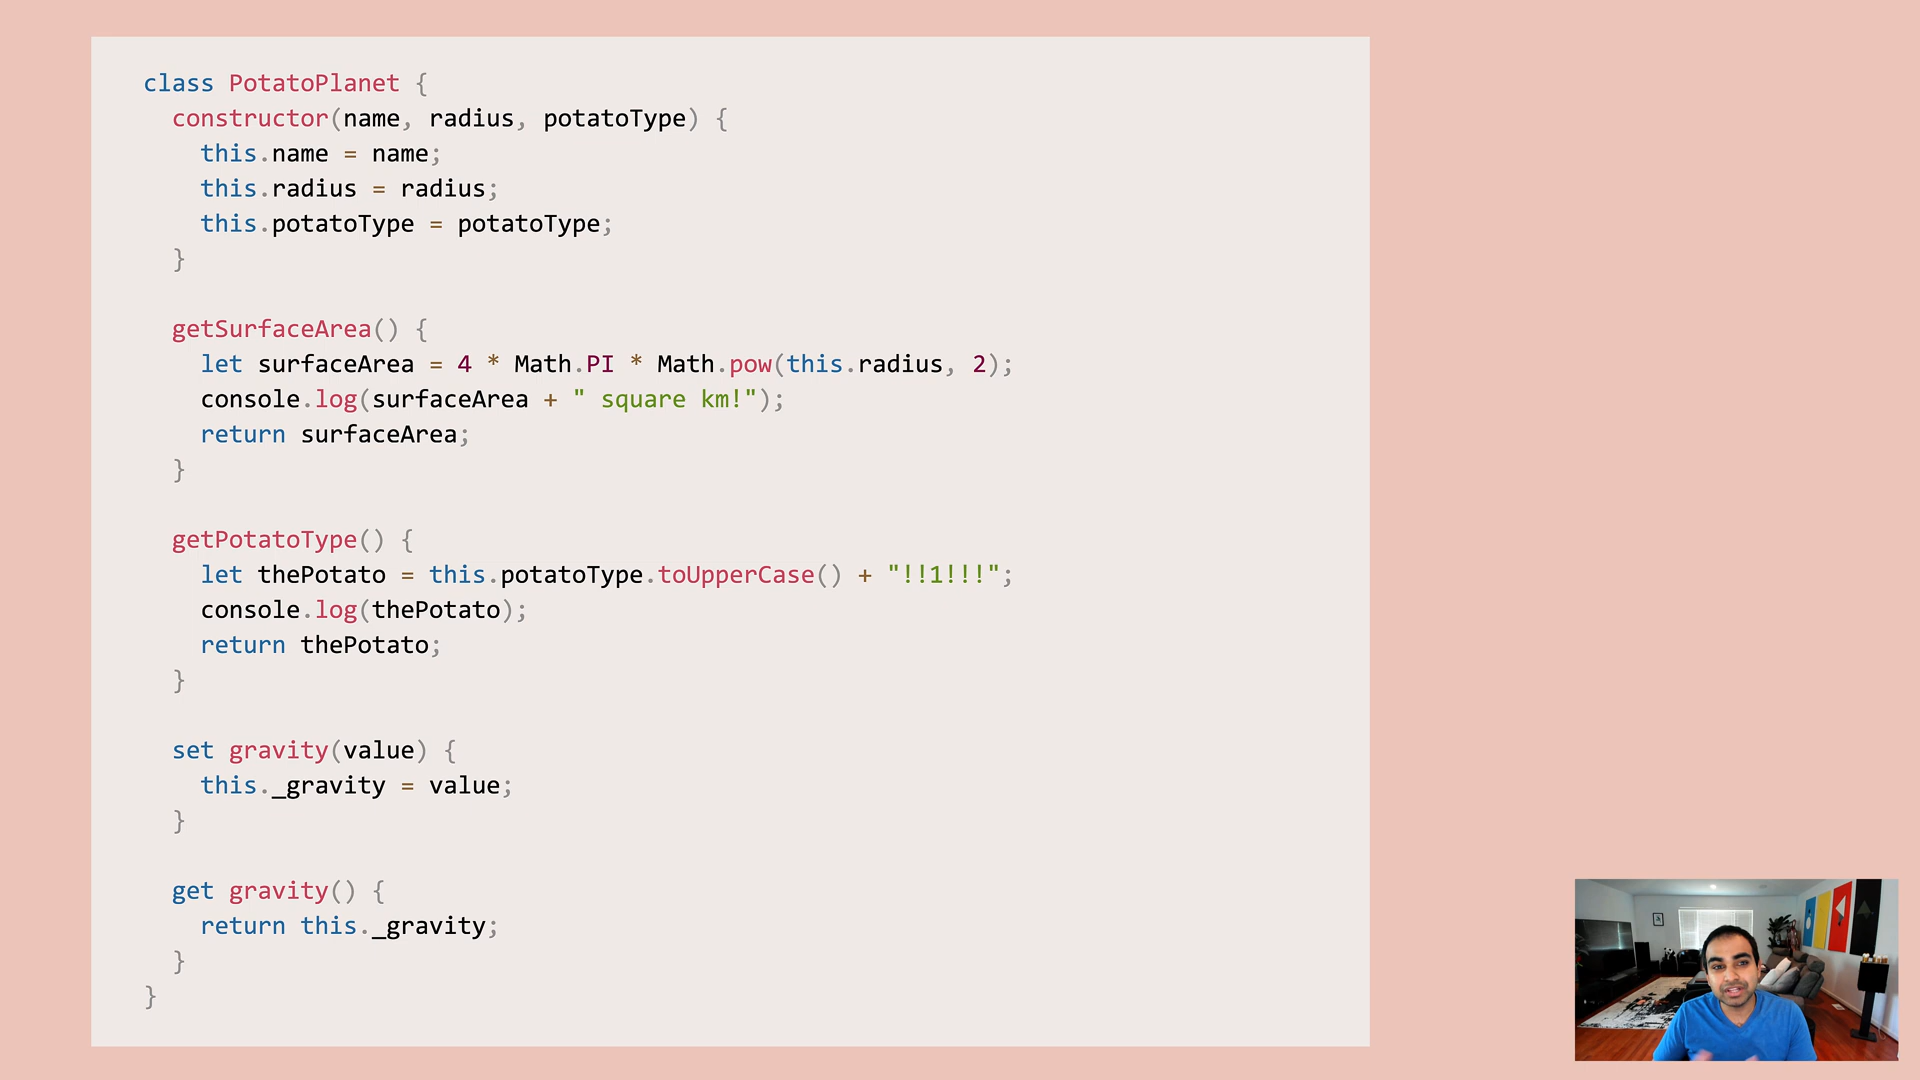 class PotatoPlanet {
constructor(name, radius, potatoType) {
this.name = name;
this.radius = radius;
this.potatoType = potatoType;
}
getSurfaceArea() {
let surfaceArea = 4 * Math.PI * Math.pow(this.radius, 2);
console.log(surfaceArea + " square km!");
return surfaceArea;
}
getPotatoType() {
let thePotato = this.potatoType.toUpperCase() + "!!1!!!";
console.log(thePotato);
return thePotato;
}
set gravity(value) {
this._gravity = value;
}
get gravity() {
return this._gravity;
}
}